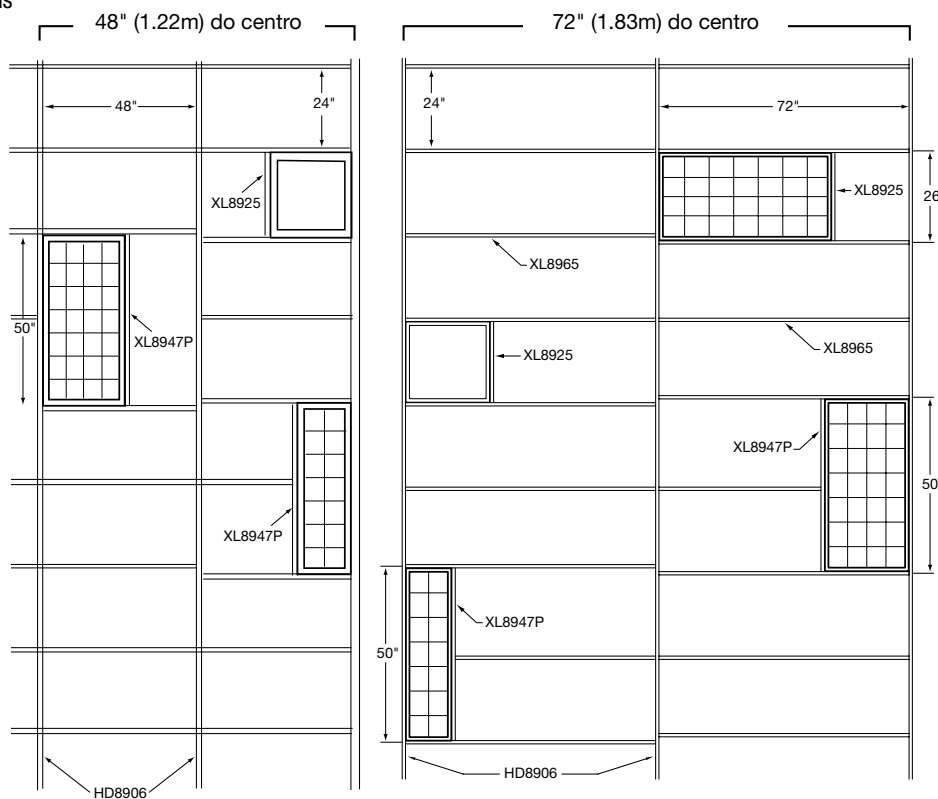 48" (1.22m) do centro
72" (1.83m) do centro
48"
24"
24"
72"
XL8925
XL8925
26
XL8965
50"
XL8947P
XL8925
XL8965
XL8947P
50
XL8947P
XL8947P
50"
HD8906
HD8906